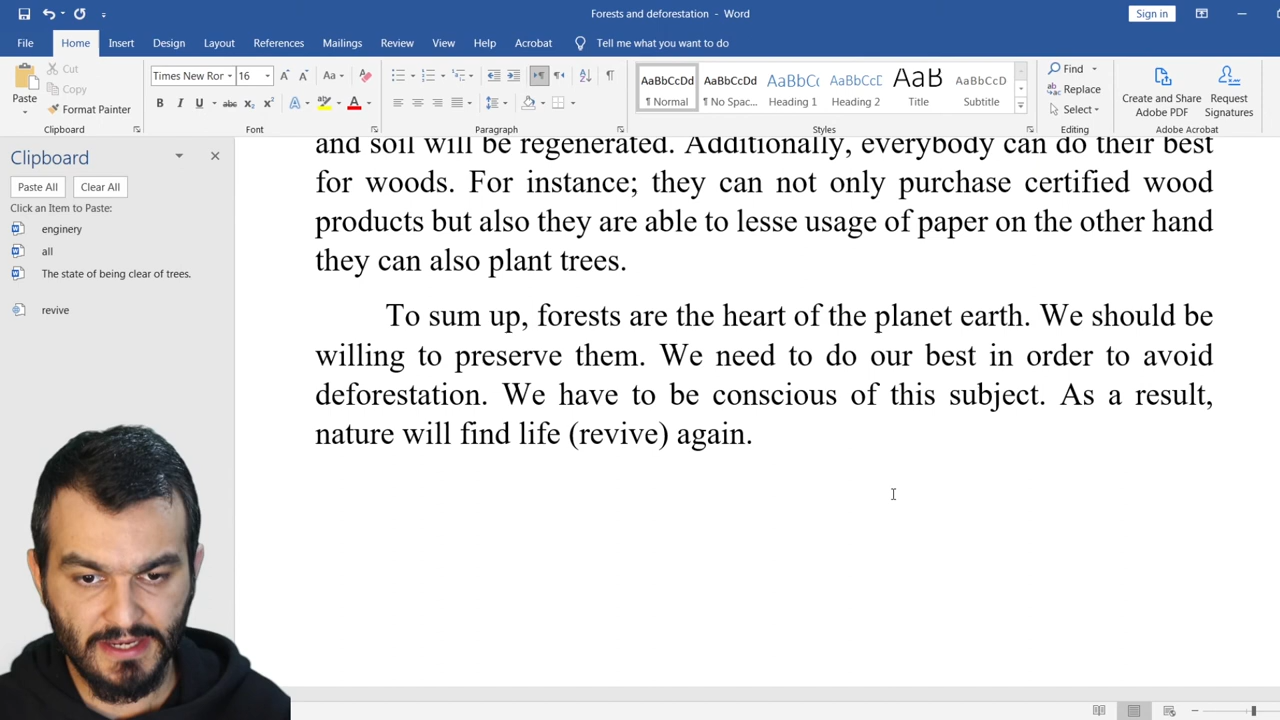 Forests and deforestation - Word
Sign in
File Home Insert Design Layout References Mailings Review View Help Acrobat Tell me what you want to do
Paste
Cut
Copy
Format Painter
Clipboard
Times New Ror 16
Font
Paragraph
AaBbCcDd
¶ Normal
AaBbCcDd
¶ No Spac...
AaBbC(
Heading 1
AaBbCcC
Heading 2
AaB
Title
AaBbCcDd
Subtitle
Styles
Find
Replace
Select
Editing
Create and Share
Adobe PDF
Request
Signatures
Adobe Acrobat
Clipboard
Paste All Clear All
Click an Item to Paste:
enginery
all
The state of being clear of trees.
revive
and soil will be regenerated. Additionally, everybody can do their best
for woods. For instance; they can not only purchase certified wood
products but also they are able to lesse usage of paper on the other hand
they can also plant trees.
To sum up, forests are the heart of the planet earth. We should be
willing to preserve them. We need to do our best in order to avoid
deforestation. We have to be conscious of this subject. As a result,
nature will find life (revive) again.